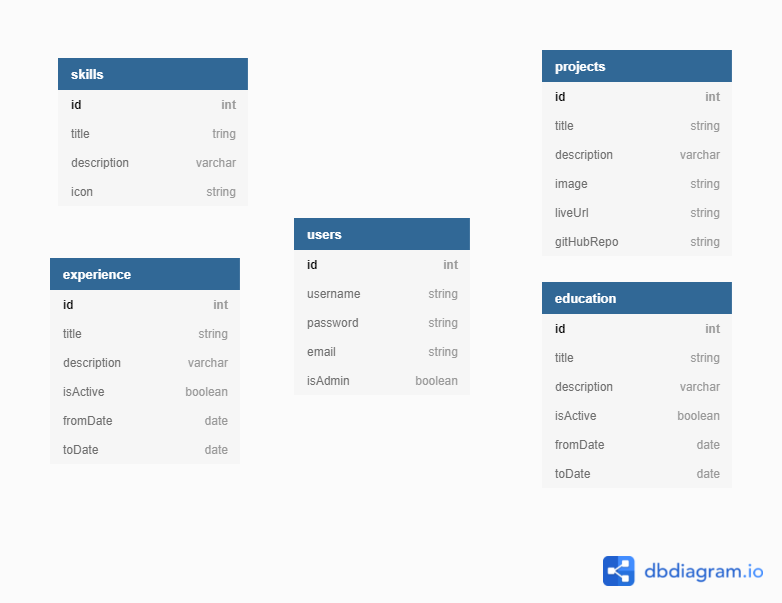 skills
id int
title tring
description varchar
icon string
experience
id int
title string
description varchar
isActive boolean
fromDate date
toDate date
users
id int
username string
password string
email string
isAdmin boolean
projects
id int
title string
description varchar
image string
liveUrl string
gitHubRepo string
education
id int
title string
description varchar
isActive boolean
fromDate date
toDate date
dbdiagram.io